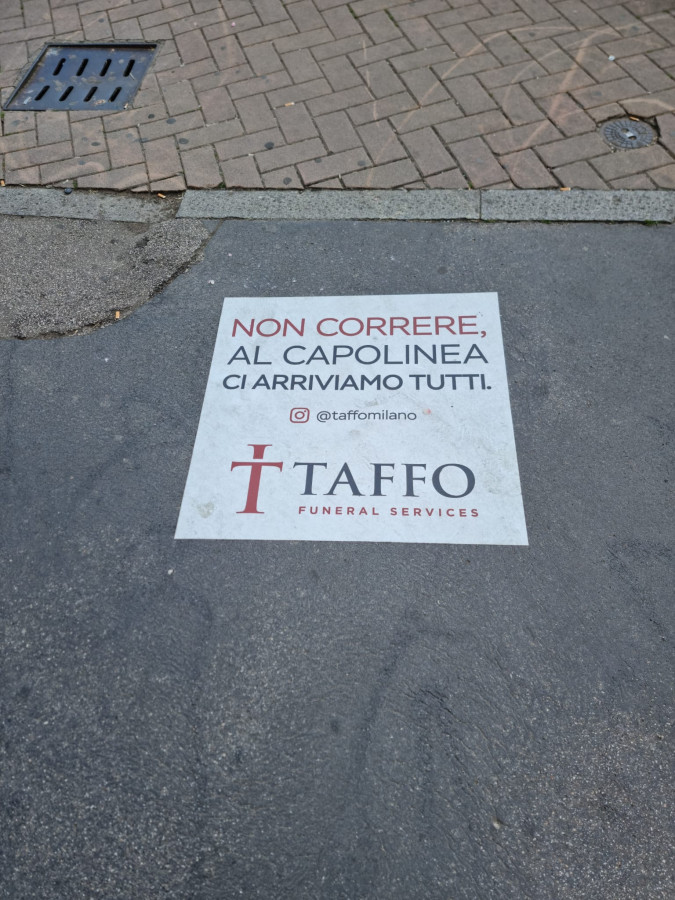 NON CORRERE,
AL CAPOLINEA
CI ARRIVIAMO TUTTI.
@taffomilano
TAFFO
FUNERAL SERVICES